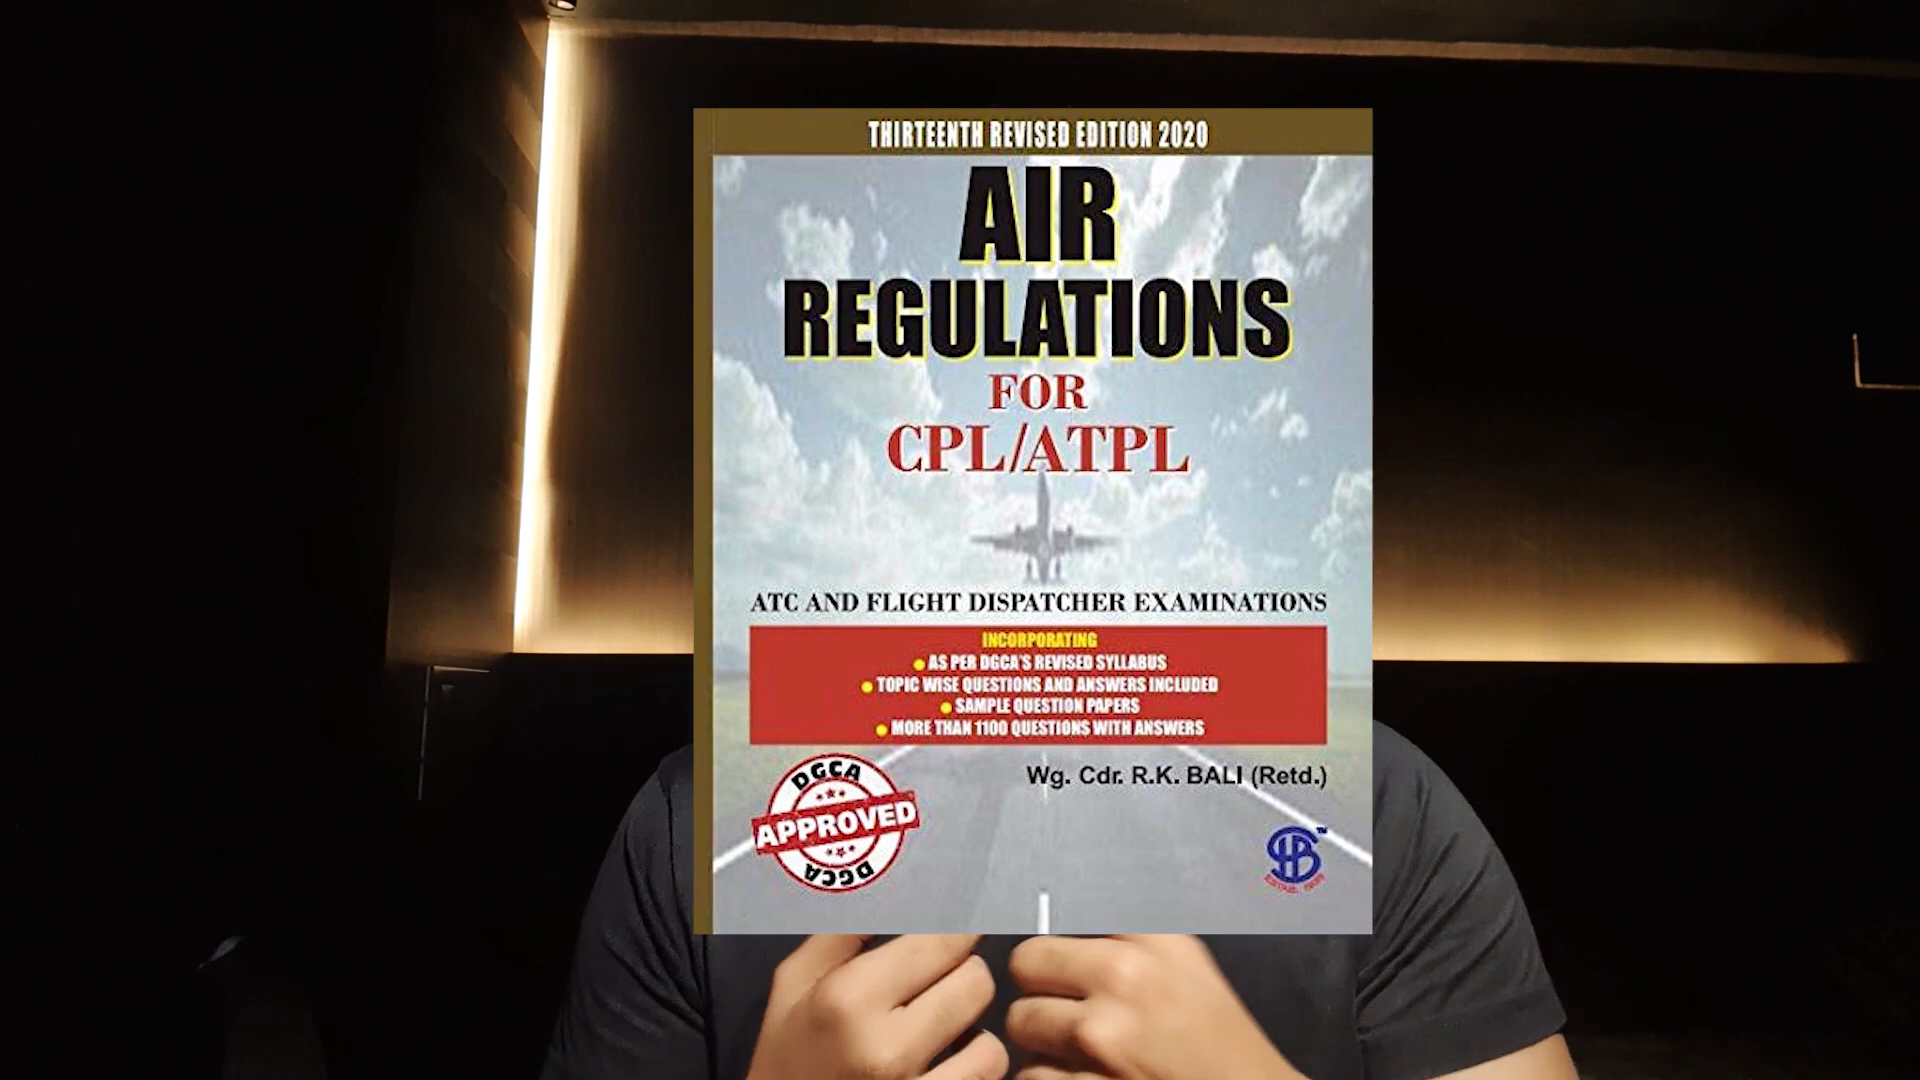 THIRTEENTH REVISED EDITION 2020
AIR
REGULATIONS
FOR
CPL/ATPL
ATC AND FLIGHT DISPATCHER EXAMINATIONS
INCORPORATING
AS PER DGCA'S REVISED SYLLABUS
TOPIC WISE QUESTIONS AND ANSWERS INCLUDED
SAMPLE QUESTION PAPERS
MORE THAN 1100 QUESTIONS WITH ANSWERS
Wg. Cdr. R.K. BALI (Retd.)
DGCA
APPROVED
DGCA
SHB
TM